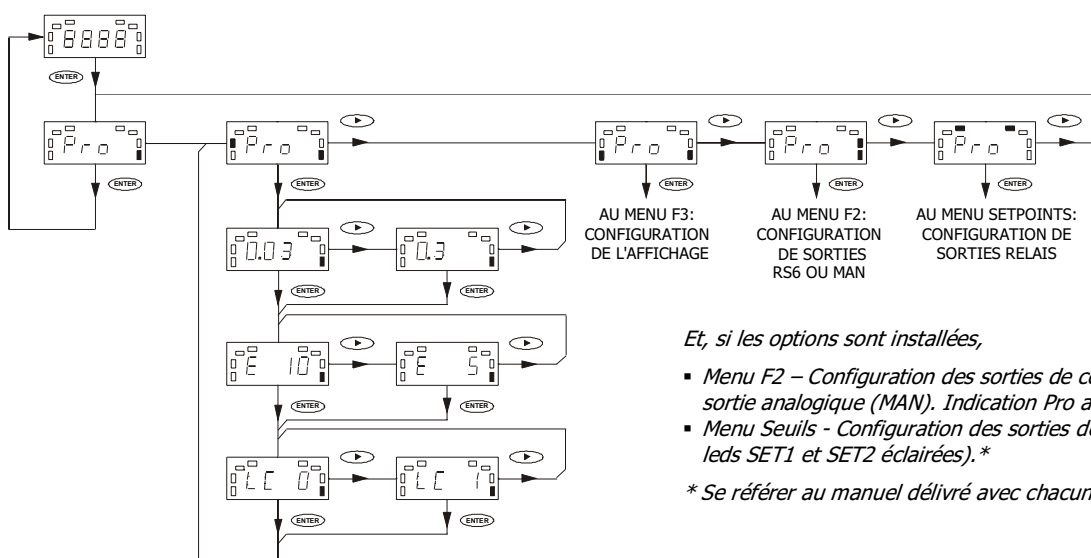 8888
ENTER
Pro
Pro
Pro
Pro
Pro
ENTER
ENTER
ENTER
ENTER
ENTER
AU MENU F3:
CONFIGURATION
DE L'AFFICHAGE
AU MENU F2:
CONFIGURATION
DE SORTIES
RS6 OU MAN
AU MENU SETPOINTS:
CONFIGURATION DE
SORTIES RELAIS
0.03
0.3
ENTER
ENTER
E 10
E 5
ENTER
ENTER
LC 0
LC 1
ENTER
ENTER
Et, si les options sont installées,
▪ Menu F2 – Configuration des sorties de
sortie analogique (MAN). Indication Pro
▪ Menu Seuils - Configuration des sorties
leds SET1 et SET2 éclairées).*
* Se référer au manuel délivré avec